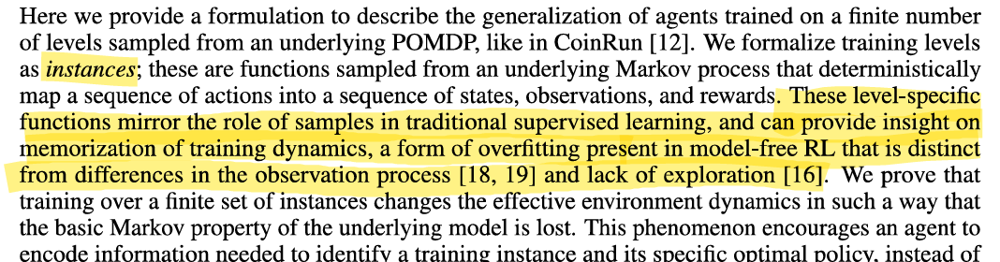 Here we provide a formulation to describe the generalization of agents trained on a finite number
of levels sampled from an underlying POMDP, like in CoinRun [12]. We formalize training levels
as instances; these are functions sampled from an underlying Markov process that deterministically
map a sequence of actions into a sequence of states, observations, and rewards. These level-specific
functions mirror the role of samples in traditional supervised learning, and can provide insight on
memorization of training dynamics, a form of overfitting present in model-free RL that is distinct
from differences in the observation process [18, 19] and lack of exploration [16]. We prove that
training over a finite set of instances changes the effective environment dynamics in such a way that
the basic Markov property of the underlying model is lost. This phenomenon encourages an agent to
encode information needed to identify a training instance and its specific optimal policy, instead of